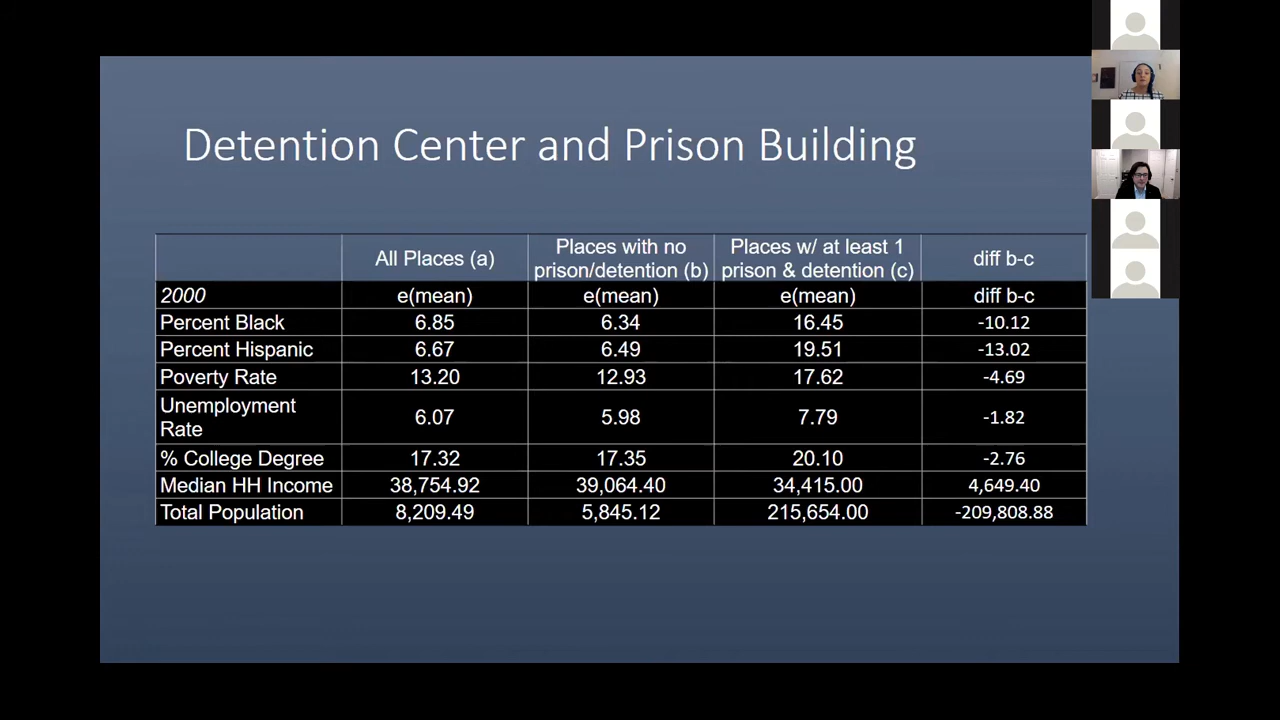 Detention Center and Prison Building
All Places (a)
Places with no prison/detention (b)
Places w/ at least 1 prison & detention (c)
diff b-c
2000 e(mean) e(mean) e(mean) diff b-c
Percent Black 6.85 6.34 16.45 -10.12
Percent Hispanic 6.67 6.49 19.51 -13.02
Poverty Rate 13.20 12.93 17.62 -4.69
Unemployment Rate 6.07 5.98 7.79 -1.82
% College Degree 17.32 17.35 20.10 -2.76
Median HH Income 38,754.92 39,064.40 34,415.00 4,649.40
Total Population 8,209.49 5,845.12 215,654.00 -209,808.88